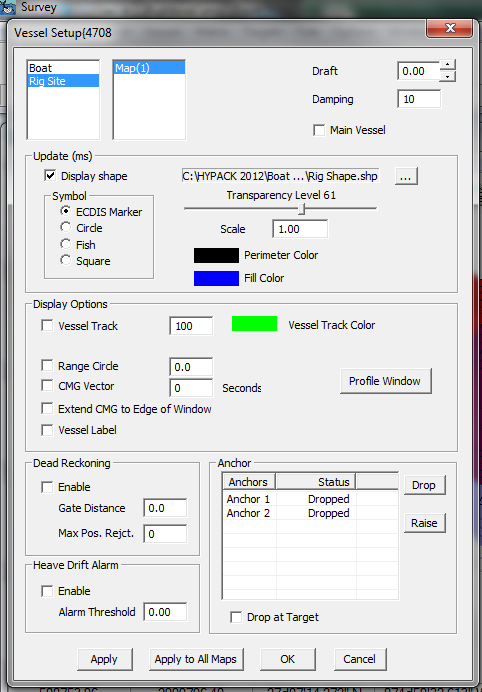 Survey
Vessel Setup(4708
Boat
Rig Site
Map(1)
Draft 0.00
Damping 10
Main Vessel
Update (ms)
Display shape C:\HYPACK 2012\Boat ...\Rig Shape.shp ...
Symbol
ECDIS Marker
Circle
Fish
Square
Transparency Level 61
Scale 1.00
Perimeter Color
Fill Color
Display Options
Vessel Track 100 Vessel Track Color
Range Circle 0.0
CMG Vector 0 Seconds
Profile Window
Extend CMG to Edge of Window
Vessel Label
Dead Reckoning
Enable
Gate Distance 0.0
Max Pos. Rejct. 0
Heave Drift Alarm
Enable
Alarm Threshold 0.00
Anchor
Anchors Status
Anchor 1 Dropped
Anchor 2 Dropped
Drop
Raise
Drop at Target
Apply Apply to All Maps OK Cancel